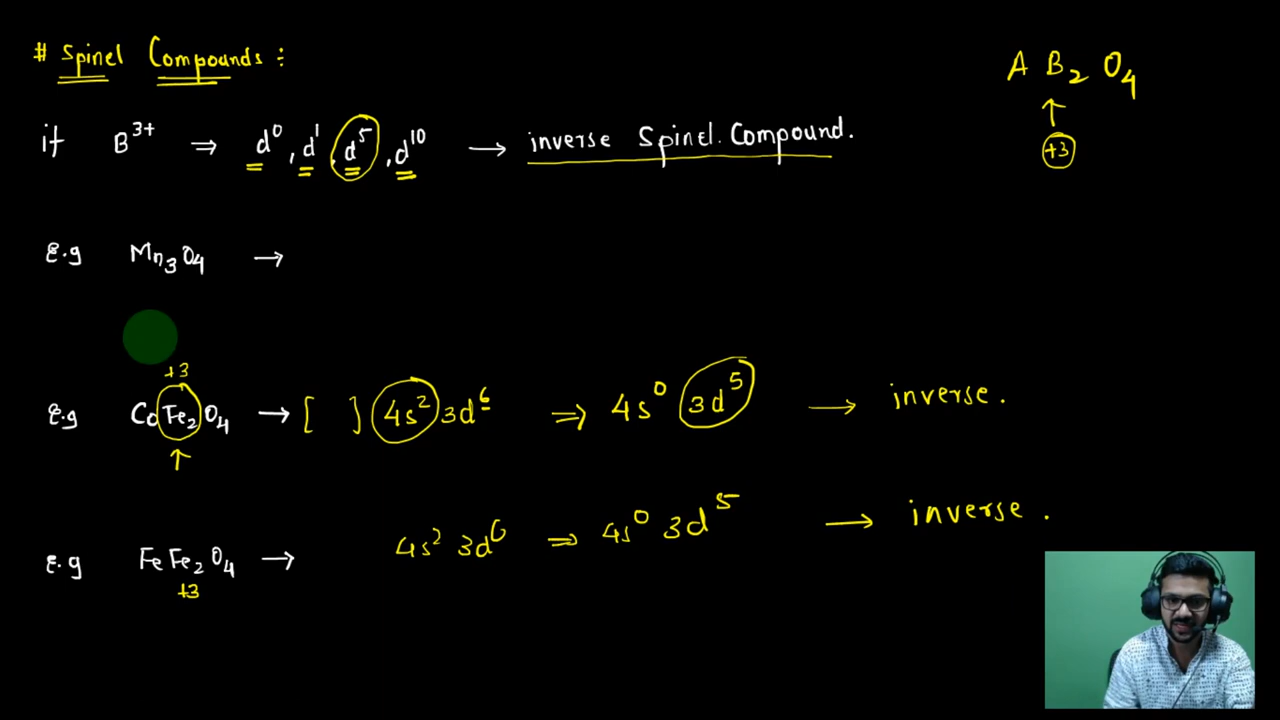 # Spinel Compounds :
A B₂ O₄
+3
if B³⁺ ⇒ d⁰, d¹, d⁵, d¹⁰ → inverse Spinel Compound.
E.g Mn₃O₄ →
+3
E.g CoFe₂O₄ → [ ] 4s² 3d⁶ ⇒ 4s⁰ 3d⁵ → inverse.
E.g FeFe₂O₄ → 4s² 3d⁶ ⇒ 4s⁰ 3d⁵ → inverse.
+3